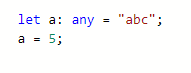 let a: any = "abc";
a = 5;